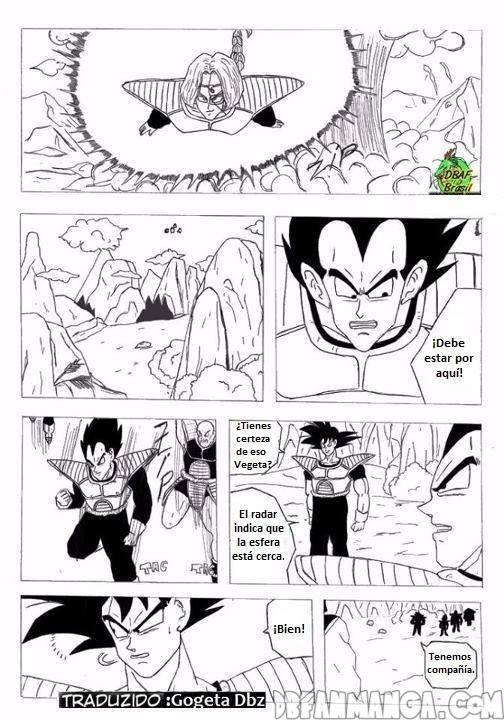 ZIP
DBAF
Brasil
¡Debe
estar por
aquí!
¿Tienes
certeza
de eso
Vegeta?
El radar
indica que
la esfera
está cerca.
TAC
TAC
¡Bien!
Tenemos
compañía.
TRADUZIDO :Gogeta Dbz
DBFANMANGA.COM